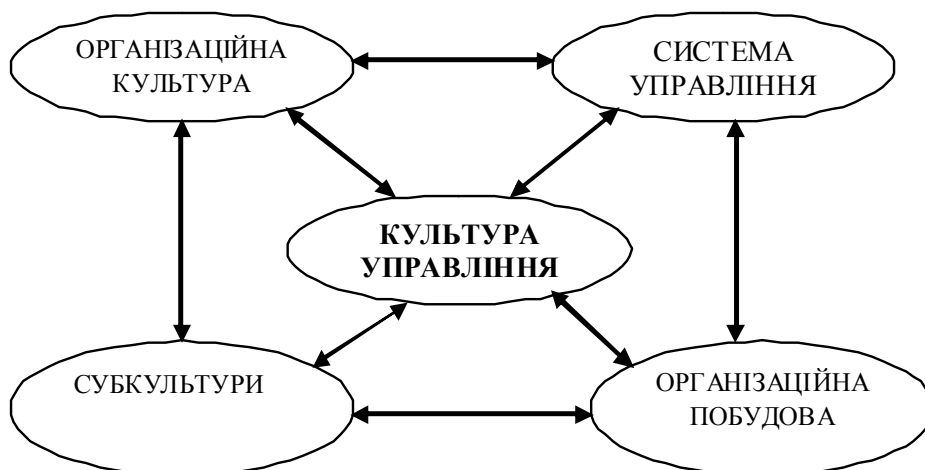 ОРГАНІЗАЦІЙНА
КУЛЬТУРА
СИСТЕМА
УПРАВЛІННЯ
КУЛЬТУРА
УПРАВЛІННЯ
СУБКУЛЬТУРИ
ОРГАНІЗАЦІЙНА
ПОБУДОВА